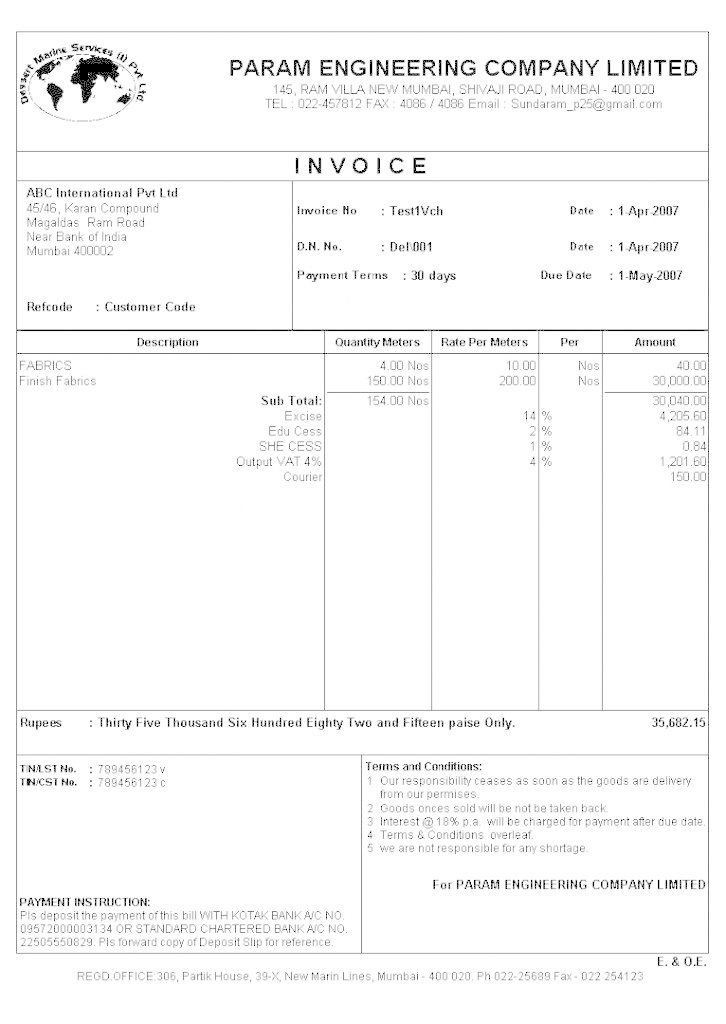 Dessert Marine Services (I) Pvt Ltd
PARAM ENGINEERING COMPANY LIMITED
145, RAM VILLA NEW MUMBAI, SHIVAJI ROAD, MUMBAI - 400 020
TEL : 022-457812 FAX : 4086 / 4086 Email : Sundaram_p25@gmail.com
INVOICE
ABC International Pvt Ltd
45/46, Karan Compound
Magaldas Ram Road
Near Bank of India
Mumbai 400002
Refcode : Customer Code
Invoice No : Test1Vch Date : 1-Apr-2007
D.N. No. : Del\001 Date : 1-Apr-2007
Payment Terms : 30 days Due Date : 1-May-2007
Description Quantity Meters Rate Per Meters Per Amount
FABRICS 4.00 Nos 10.00 Nos 40.00
Finish Fabrics 150.00 Nos 200.00 Nos 30,000.00
Sub Total: 154.00 Nos 30,040.00
Excise 14 % 4,205.60
Edu Cess 2 % 84.11
SHE CESS 1 % 0.84
Output VAT 4% 4 % 1,201.60
Courier 150.00
Rupees : Thirty Five Thousand Six Hundred Eighty Two and Fifteen paise Only. 35,682.15
TIN/LST No. : 789456123 v
TIN/CST No. : 789456123 c
PAYMENT INSTRUCTION:
Pls deposit the payment of this bill WITH KOTAK BANK A/C NO.
09572000003134 OR STANDARD CHARTERED BANK A/C NO.
22505550829. Pls forward copy of Deposit Slip for reference.
Terms and Conditions:
1 Our responsibility ceases as soon as the goods are delivery
from our permises.
2 Goods onces sold will be not be taken back.
3 Interest @ 18% p.a. will be charged for payment after due date.
4 Terms & Conditions overleaf.
5 we are not responsible for any shortage.
For PARAM ENGINEERING COMPANY LIMITED
E. & O.E.
REGD.OFFICE:306, Partik House, 39-X, New Marin Lines, Mumbai - 400 020. Ph 022-25689 Fax - 022 254123